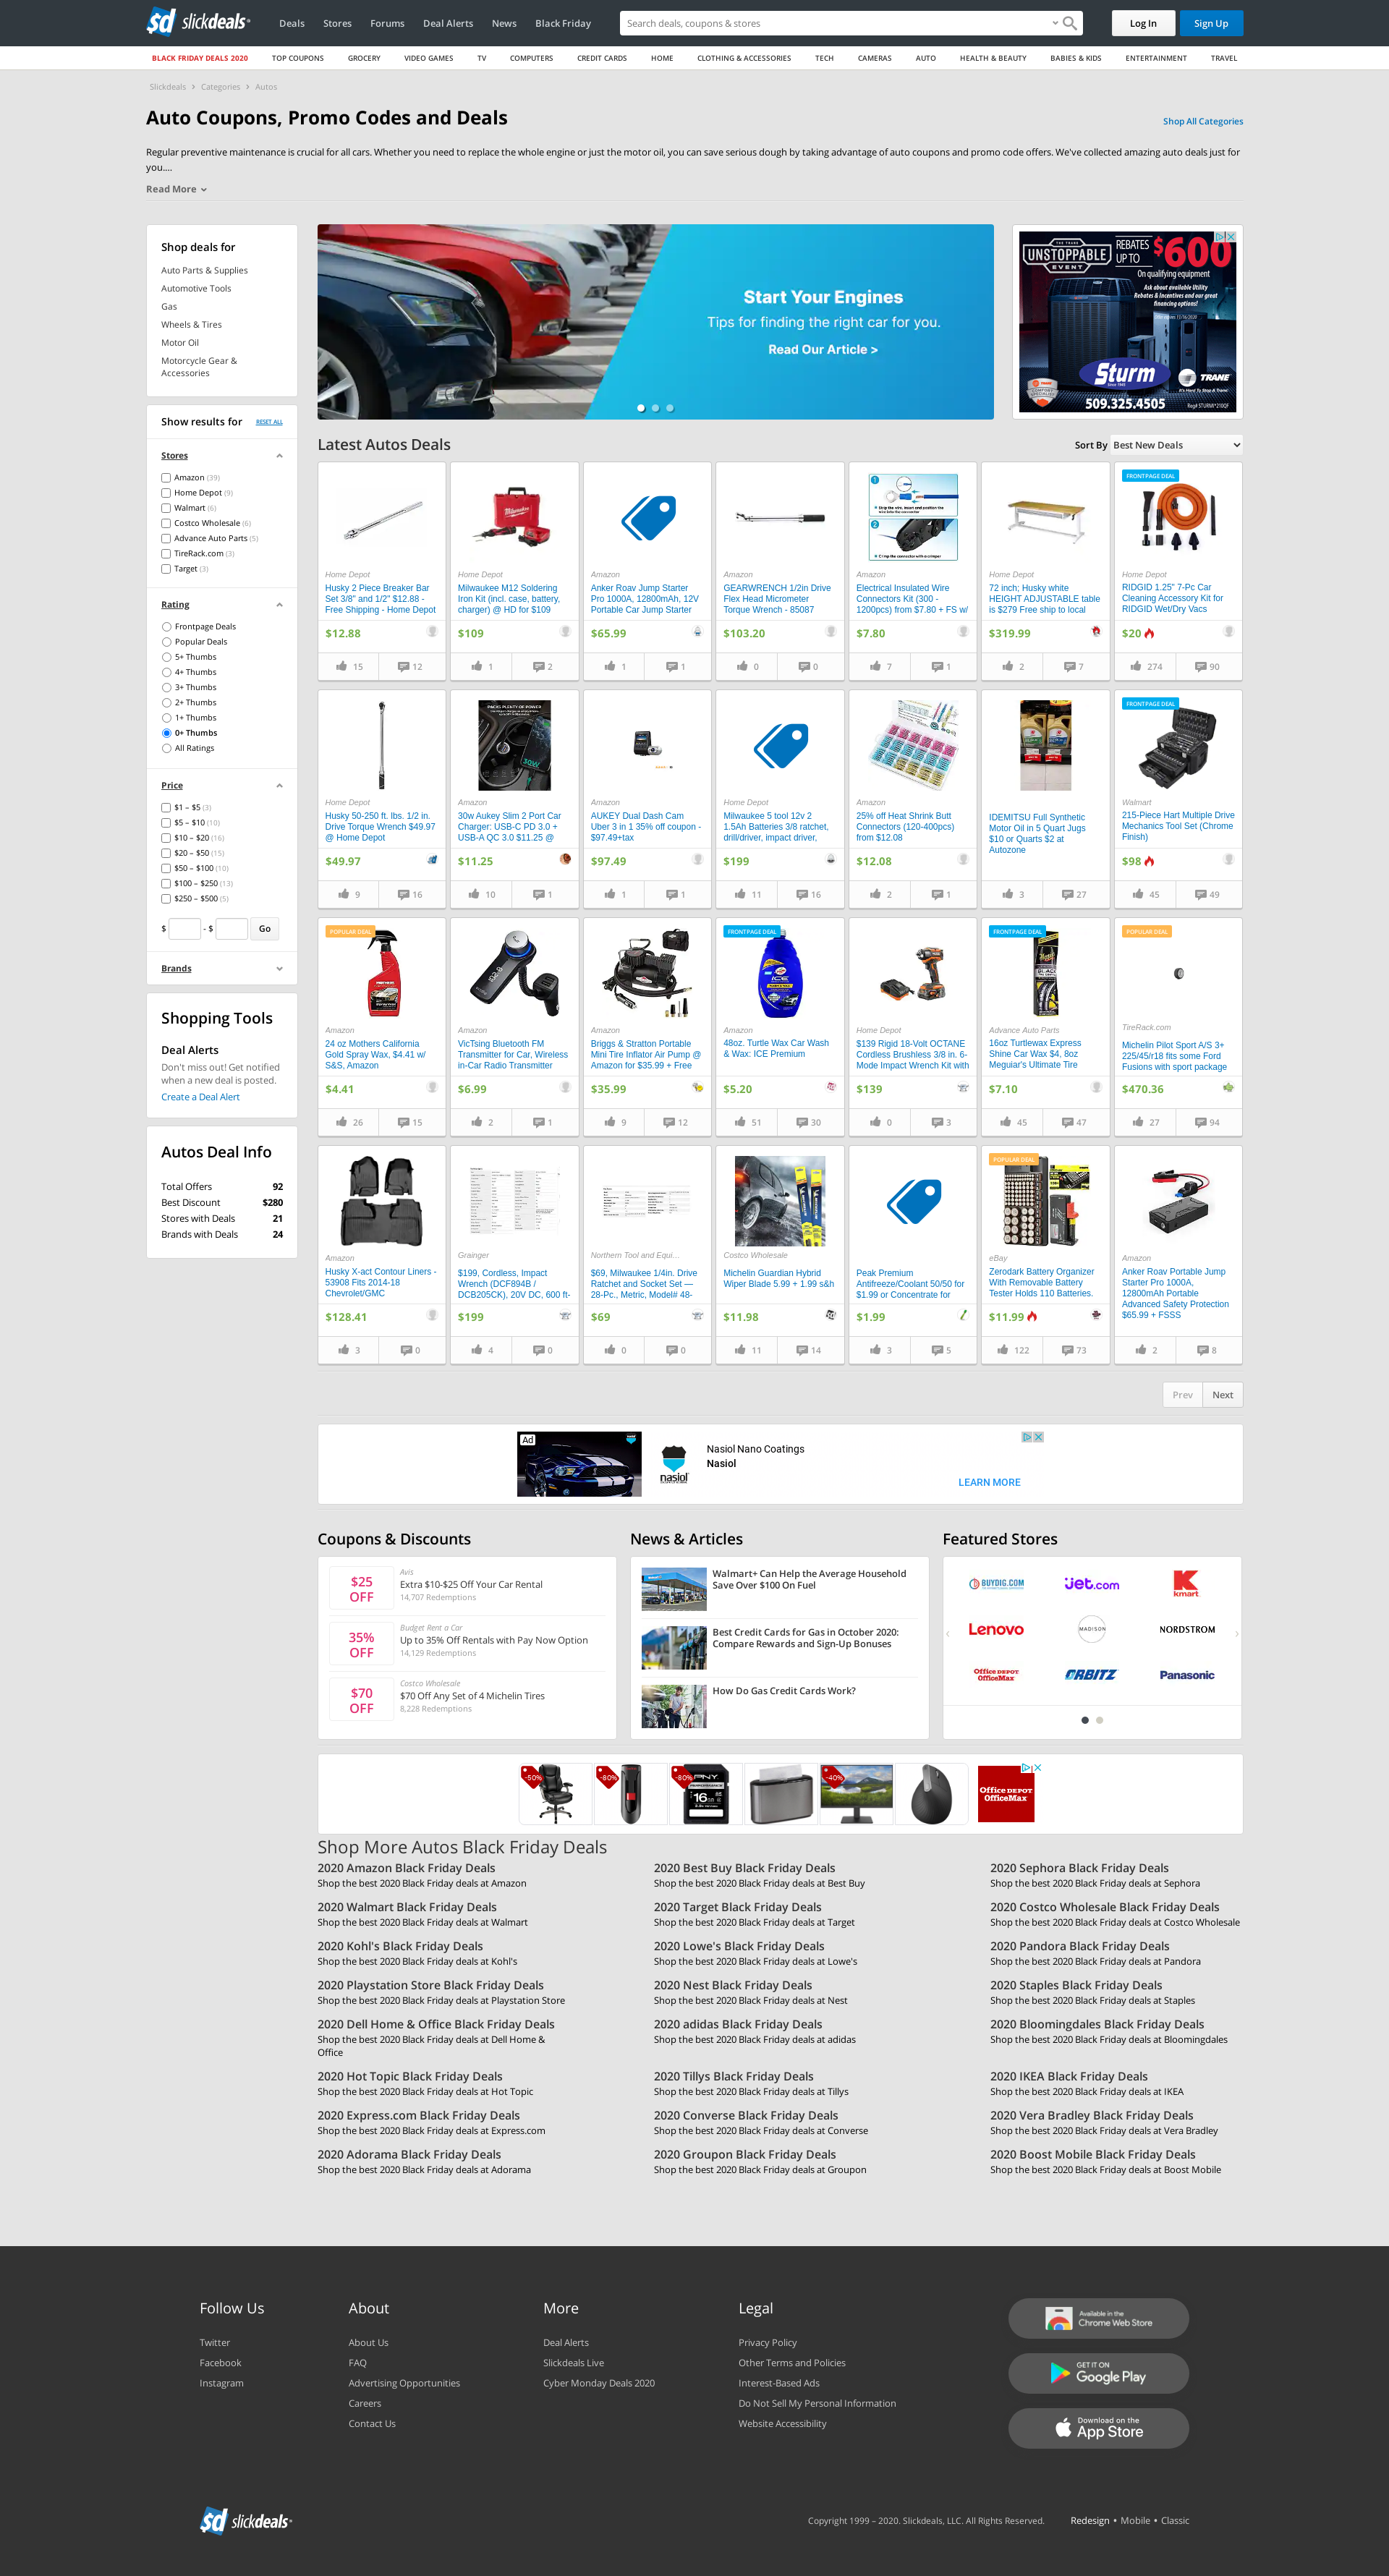 slickdeals
Deals
Stores
Forums
Deal Alerts
News
Black Friday
Search deals, coupons & stores
Log In
Sign Up
BLACK FRIDAY DEALS 2020
TOP COUPONS
GROCERY
VIDEO GAMES
TV
COMPUTERS
CREDIT CARDS
HOME
CLOTHING & ACCESSORIES
TECH
CAMERAS
AUTO
HEALTH & BEAUTY
BABIES & KIDS
ENTERTAINMENT
TRAVEL
Slickdeals › Categories › Autos
Auto Coupons, Promo Codes and Deals
Shop All Categories
Regular preventive maintenance is crucial for all cars. Whether you need to replace the whole engine or just the motor oil, you can save serious dough by taking advantage of auto coupons and promo code offers. We've collected amazing auto deals just for
you....
Read More
Shop deals for
Auto Parts & Supplies
Automotive Tools
Gas
Wheels & Tires
Motor Oil
Motorcycle Gear &
Accessories
Show results for
RESET ALL
Stores
Amazon (39)
Home Depot (9)
Walmart (6)
Costco Wholesale (6)
Advance Auto Parts (5)
TireRack.com (3)
Target (3)
Rating
Frontpage Deals
Popular Deals
5+ Thumbs
4+ Thumbs
3+ Thumbs
2+ Thumbs
1+ Thumbs
0+ Thumbs
All Ratings
Price
$1 – $5 (3)
$5 – $10 (10)
$10 – $20 (16)
$20 – $50 (15)
$50 – $100 (10)
$100 – $250 (13)
$250 – $500 (5)
$ - $ Go
Brands
Shopping Tools
Deal Alerts
Don't miss out! Get notified
when a new deal is posted.
Create a Deal Alert
Autos Deal Info
Total Offers 92
Best Discount $280
Stores with Deals 21
Brands with Deals 24
Start Your Engines
Tips for finding the right car for you.
Read Our Article >
UNSTOPPABLE
EVENT
REBATES
UP TO $600
On qualifying equipment
Ask about available Utility
Rebates & Incentives and our great
financing options!
Sturm
TRANE
509.325.4505
Latest Autos Deals
Sort By Best New Deals
Home Depot
Husky 2 Piece Breaker Bar
Set 3/8" and 1/2" $12.88 -
Free Shipping - Home Depot
$12.88
15 12
Home Depot
Milwaukee M12 Soldering
Iron Kit (incl. case, battery,
charger) @ HD for $109
$109
1 2
Amazon
Anker Roav Jump Starter
Pro 1000A, 12800mAh, 12V
Portable Car Jump Starter
$65.99
1 1
Amazon
GEARWRENCH 1/2in Drive
Flex Head Micrometer
Torque Wrench - 85087
$103.20
0 0
Amazon
Electrical Insulated Wire
Connectors Kit (300 -
1200pcs) from $7.80 + FS w/
$7.80
7 1
Home Depot
72 inch; Husky white
HEIGHT ADJUSTABLE table
is $279 Free ship to local
$319.99
2 7
FRONTPAGE DEAL
Home Depot
RIDGID 1.25" 7-Pc Car
Cleaning Accessory Kit for
RIDGID Wet/Dry Vacs
$20
274 90
Home Depot
Husky 50-250 ft. lbs. 1/2 in.
Drive Torque Wrench $49.97
@ Home Depot
$49.97
9 16
PACKS PLENTY OF POWER
30W
Amazon
30w Aukey Slim 2 Port Car
Charger: USB-C PD 3.0 +
USB-A QC 3.0 $11.25 @
$11.25
10 1
Amazon
AUKEY Dual Dash Cam
Uber 3 in 1 35% off coupon -
$97.49+tax
$97.49
1 1
Home Depot
Milwaukee 5 tool 12v 2
1.5Ah Batteries 3/8 ratchet,
drill/driver, impact driver,
$199
11 16
Amazon
25% off Heat Shrink Butt
Connectors (120-400pcs)
from $12.08
$12.08
2 1
IDEMITSU Full Synthetic
Motor Oil in 5 Quart Jugs
$10 or Quarts $2 at
Autozone
3 27
FRONTPAGE DEAL
Walmart
215-Piece Hart Multiple Drive
Mechanics Tool Set (Chrome
Finish)
$98
45 49
POPULAR DEAL
Amazon
24 oz Mothers California
Gold Spray Wax, $4.41 w/
S&S, Amazon
$4.41
26 15
Amazon
VicTsing Bluetooth FM
Transmitter for Car, Wireless
in-Car Radio Transmitter
$6.99
2 1
Amazon
Briggs & Stratton Portable
Mini Tire Inflator Air Pump @
Amazon for $35.99 + Free
$35.99
9 12
FRONTPAGE DEAL
ICE
Amazon
48oz. Turtle Wax Car Wash
& Wax: ICE Premium
$5.20
51 30
Home Depot
$139 Rigid 18-Volt OCTANE
Cordless Brushless 3/8 in. 6-
Mode Impact Wrench Kit with
$139
0 3
FRONTPAGE DEAL
BLACK
Advance Auto Parts
16oz Turtlewax Express
Shine Car Wax $4, 8oz
Meguiar's Ultimate Tire
$7.10
45 47
POPULAR DEAL
TireRack.com
Michelin Pilot Sport A/S 3+
225/45/r18 fits some Ford
Fusions with sport package
$470.36
27 94
Amazon
Husky X-act Contour Liners -
53908 Fits 2014-18
Chevrolet/GMC
$128.41
3 0
Grainger
$199, Cordless, Impact
Wrench (DCF894B /
DCB205CK), 20V DC, 600 ft-
$199
4 0
Northern Tool and Equi...
$69, Milwaukee 1/4in. Drive
Ratchet and Socket Set —
28-Pc., Metric, Model# 48-
$69
0 0
Costco Wholesale
Michelin Guardian Hybrid
Wiper Blade 5.99 + 1.99 s&h
$11.98
11 14
Peak Premium
Antifreeze/Coolant 50/50 for
$1.99 or Concentrate for
$1.99
3 5
POPULAR DEAL
eBay
Zerodark Battery Organizer
With Removable Battery
Tester Holds 110 Batteries.
$11.99
122 73
Amazon
Anker Roav Portable Jump
Starter Pro 1000A,
12800mAh Portable
Advanced Safety Protection
$65.99 + FSSS
2 8
Prev Next
Ad
nasiol
Nasiol Nano Coatings
Nasiol
LEARN MORE
Coupons & Discounts
$25
OFF
Avis
Extra $10-$25 Off Your Car Rental
14,707 Redemptions
35%
OFF
Budget Rent a Car
Up to 35% Off Rentals with Pay Now Option
14,129 Redemptions
$70
OFF
Costco Wholesale
$70 Off Any Set of 4 Michelin Tires
8,228 Redemptions
News & Articles
Walmart+ Can Help the Average Household
Save Over $100 On Fuel
Best Credit Cards for Gas in October 2020:
Compare Rewards and Sign-Up Bonuses
How Do Gas Credit Cards Work?
Featured Stores
BUYDIG.COM
Jet.com
kmart
Lenovo
MADISON
NORDSTROM
Office DEPOT
OfficeMax
ORBITZ
Panasonic
-50%
-80%
-80%
PNY
16 GB
-40%
Office DEPOT
OfficeMax
Shop More Autos Black Friday Deals
2020 Amazon Black Friday Deals
Shop the best 2020 Black Friday deals at Amazon
2020 Best Buy Black Friday Deals
Shop the best 2020 Black Friday deals at Best Buy
2020 Sephora Black Friday Deals
Shop the best 2020 Black Friday deals at Sephora
2020 Walmart Black Friday Deals
Shop the best 2020 Black Friday deals at Walmart
2020 Target Black Friday Deals
Shop the best 2020 Black Friday deals at Target
2020 Costco Wholesale Black Friday Deals
Shop the best 2020 Black Friday deals at Costco Wholesale
2020 Kohl's Black Friday Deals
Shop the best 2020 Black Friday deals at Kohl's
2020 Lowe's Black Friday Deals
Shop the best 2020 Black Friday deals at Lowe's
2020 Pandora Black Friday Deals
Shop the best 2020 Black Friday deals at Pandora
2020 Playstation Store Black Friday Deals
Shop the best 2020 Black Friday deals at Playstation Store
2020 Nest Black Friday Deals
Shop the best 2020 Black Friday deals at Nest
2020 Staples Black Friday Deals
Shop the best 2020 Black Friday deals at Staples
2020 Dell Home & Office Black Friday Deals
Shop the best 2020 Black Friday deals at Dell Home &
Office
2020 adidas Black Friday Deals
Shop the best 2020 Black Friday deals at adidas
2020 Bloomingdales Black Friday Deals
Shop the best 2020 Black Friday deals at Bloomingdales
2020 Hot Topic Black Friday Deals
Shop the best 2020 Black Friday deals at Hot Topic
2020 Tillys Black Friday Deals
Shop the best 2020 Black Friday deals at Tillys
2020 IKEA Black Friday Deals
Shop the best 2020 Black Friday deals at IKEA
2020 Express.com Black Friday Deals
Shop the best 2020 Black Friday deals at Express.com
2020 Converse Black Friday Deals
Shop the best 2020 Black Friday deals at Converse
2020 Vera Bradley Black Friday Deals
Shop the best 2020 Black Friday deals at Vera Bradley
2020 Adorama Black Friday Deals
Shop the best 2020 Black Friday deals at Adorama
2020 Groupon Black Friday Deals
Shop the best 2020 Black Friday deals at Groupon
2020 Boost Mobile Black Friday Deals
Shop the best 2020 Black Friday deals at Boost Mobile
Follow Us
Twitter
Facebook
Instagram
About
About Us
FAQ
Advertising Opportunities
Careers
Contact Us
More
Deal Alerts
Slickdeals Live
Cyber Monday Deals 2020
Legal
Privacy Policy
Other Terms and Policies
Interest-Based Ads
Do Not Sell My Personal Information
Website Accessibility
Available in the
Chrome Web Store
GET IT ON
Google Play
Download on the
App Store
slickdeals
Copyright 1999 – 2020. Slickdeals, LLC. All Rights Reserved.
Redesign • Mobile • Classic